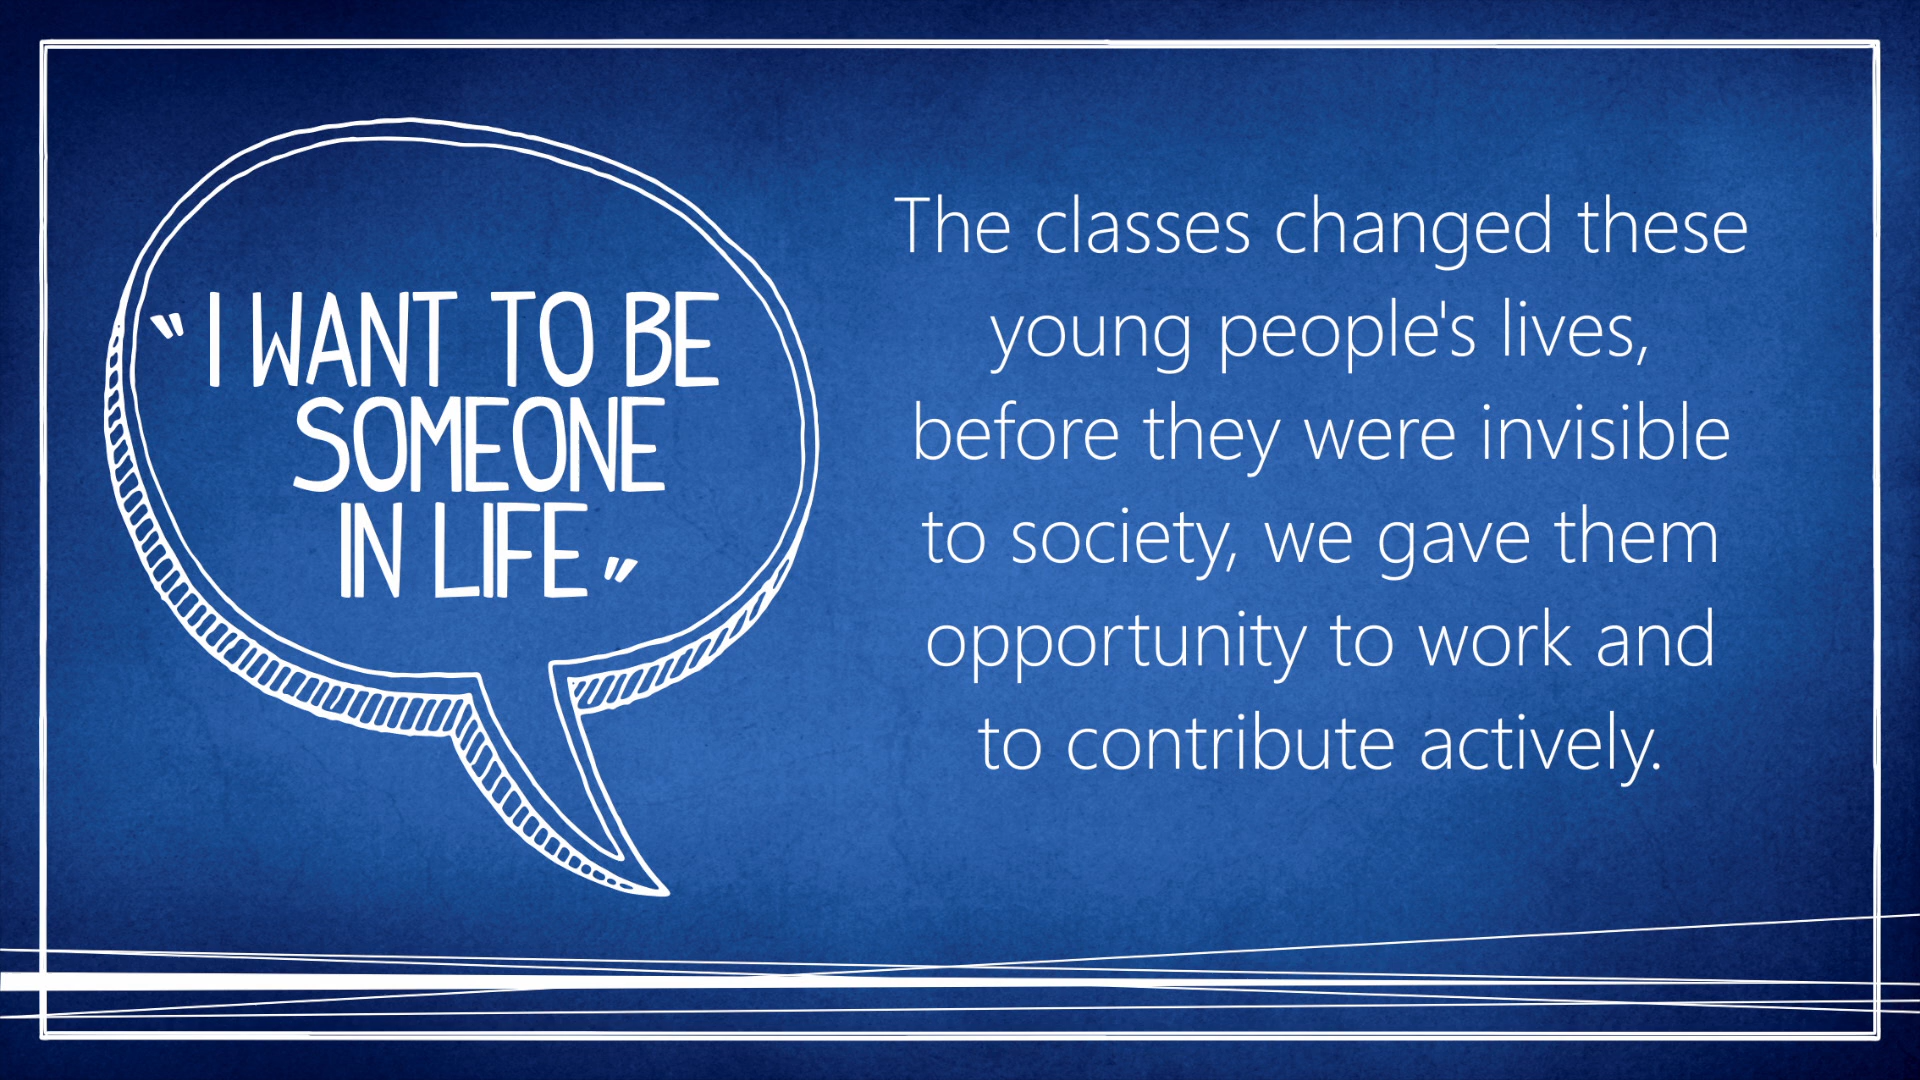 " I WANT TO BE
SOMEONE
IN LIFE "
The classes changed these
young people's lives,
before they were invisible
to society, we gave them
opportunity to work and
to contribute actively.